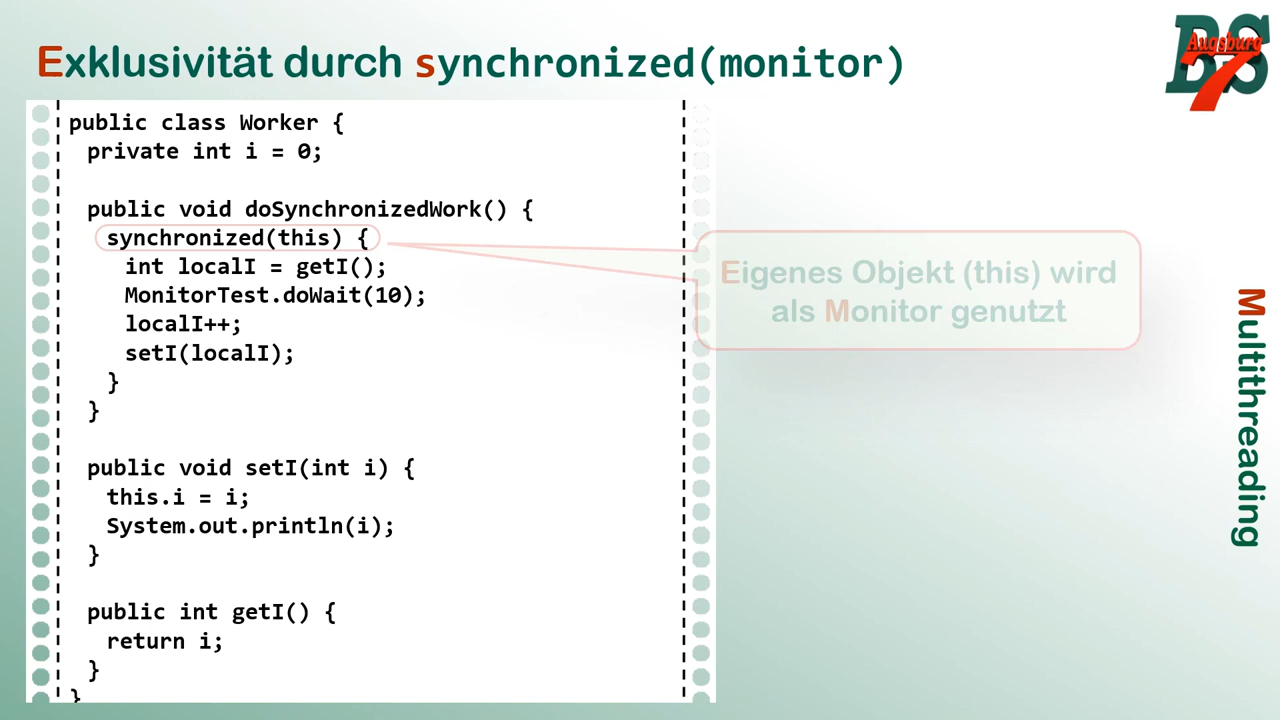 Exklusivität durch synchronized(monitor)
BS
Augsburg
7
public class Worker {
private int i = 0;
public void doSynchronizedWork() {
synchronized(this) {
int localI = getI();
MonitorTest.doWait(10);
localI++;
setI(localI);
}
}
public void setI(int i) {
this.i = i;
System.out.println(i);
}
public int getI() {
return i;
}
}
Eigenes Objekt (this) wird
als Monitor genutzt
Multithreading